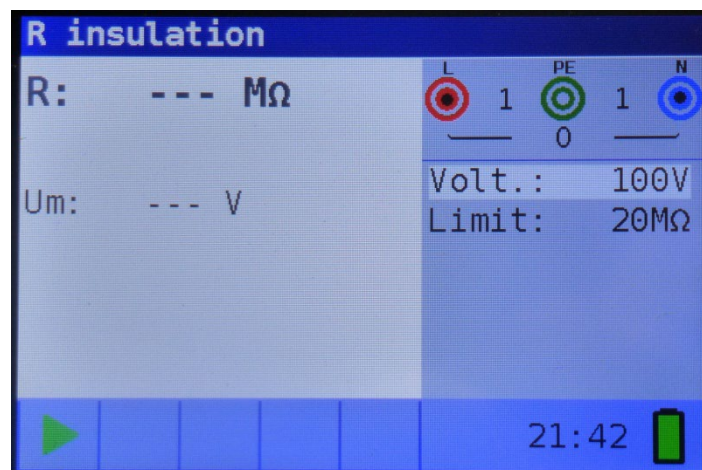 R insulation
R: --- MΩ
Um: --- V
L PE N
1 1
0
Volt.: 100V
Limit: 20MΩ
21:42